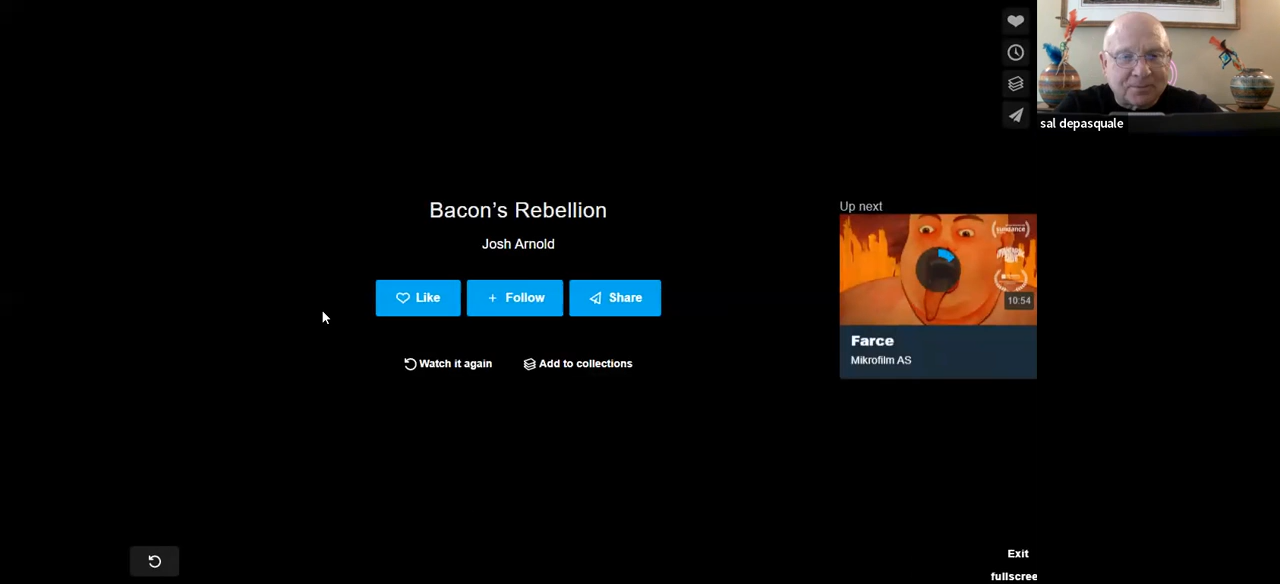 sal depasquale
Bacon’s Rebellion
Josh Arnold
Like
+ Follow
Share
Watch it again
Add to collections
Up next
sundance
10:54
Farce
Mikrofilm AS
Exit
fullscree